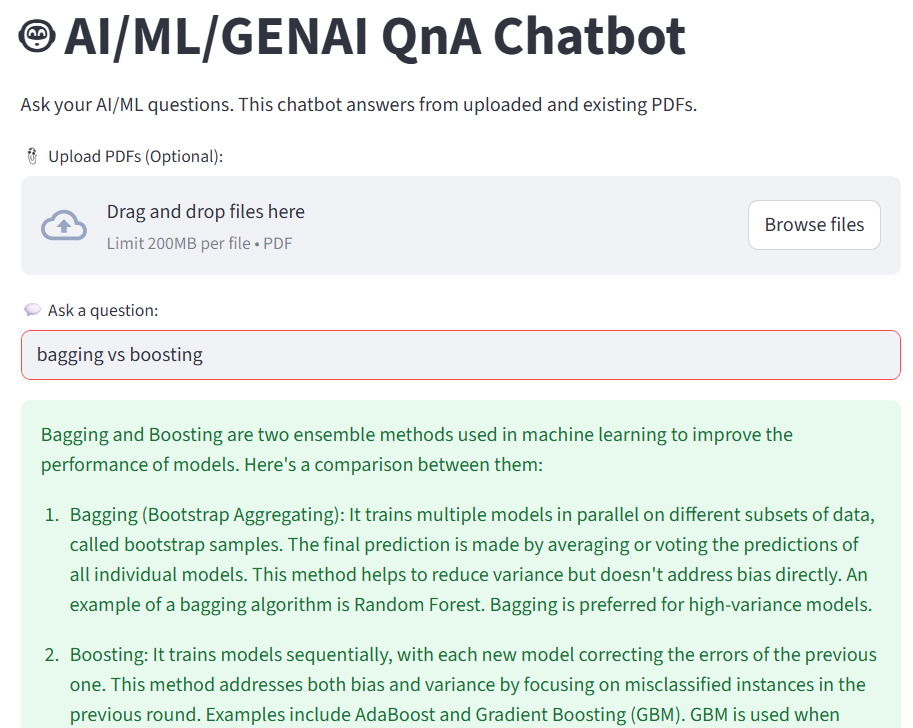 AI/ML/GENAI QnA Chatbot
Ask your AI/ML questions. This chatbot answers from uploaded and existing PDFs.
Upload PDFs (Optional):
Drag and drop files here
Limit 200MB per file • PDF
Browse files
Ask a question:
bagging vs boosting
Bagging and Boosting are two ensemble methods used in machine learning to improve the
performance of models. Here's a comparison between them:
1. Bagging (Bootstrap Aggregating): It trains multiple models in parallel on different subsets of data,
called bootstrap samples. The final prediction is made by averaging or voting the predictions of
all individual models. This method helps to reduce variance but doesn't address bias directly. An
example of a bagging algorithm is Random Forest. Bagging is preferred for high-variance models.
2. Boosting: It trains models sequentially, with each new model correcting the errors of the previous
one. This method addresses both bias and variance by focusing on misclassified instances in the
previous round. Examples include AdaBoost and Gradient Boosting (GBM). GBM is used when